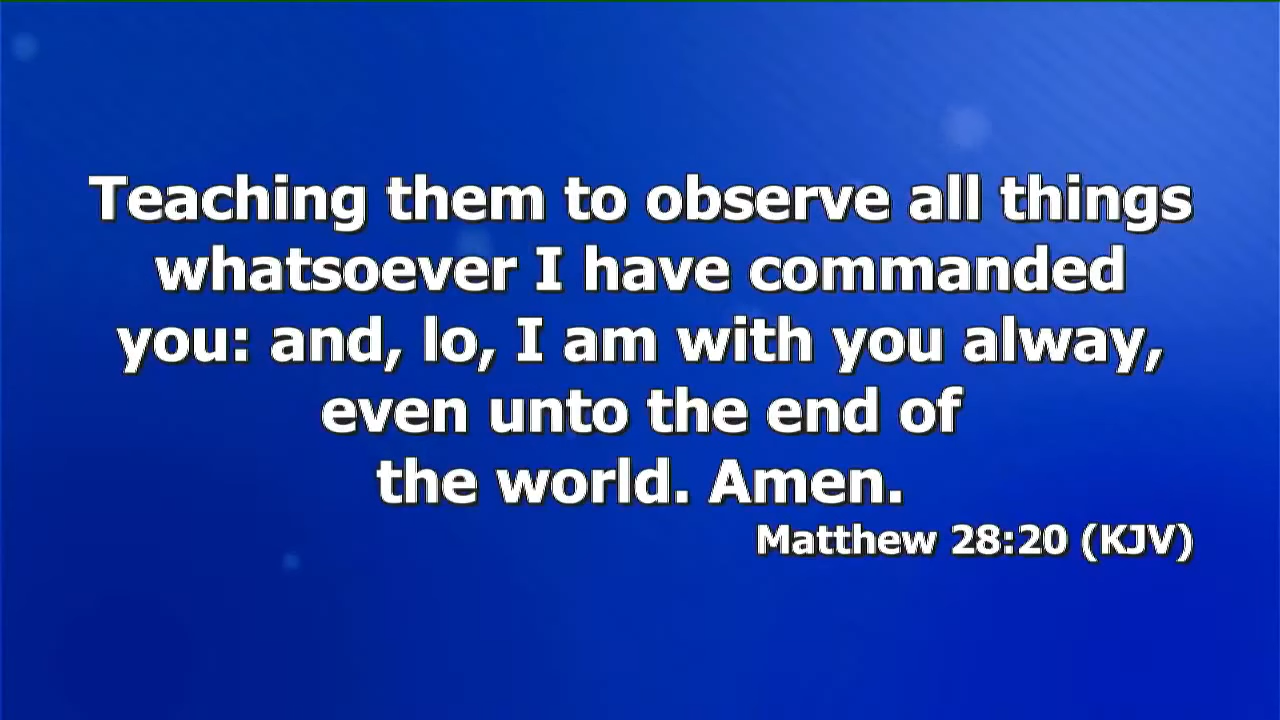 Teaching them to observe all things
whatsoever I have commanded
you: and, lo, I am with you alway,
even unto the end of
the world. Amen.
Matthew 28:20 (KJV)